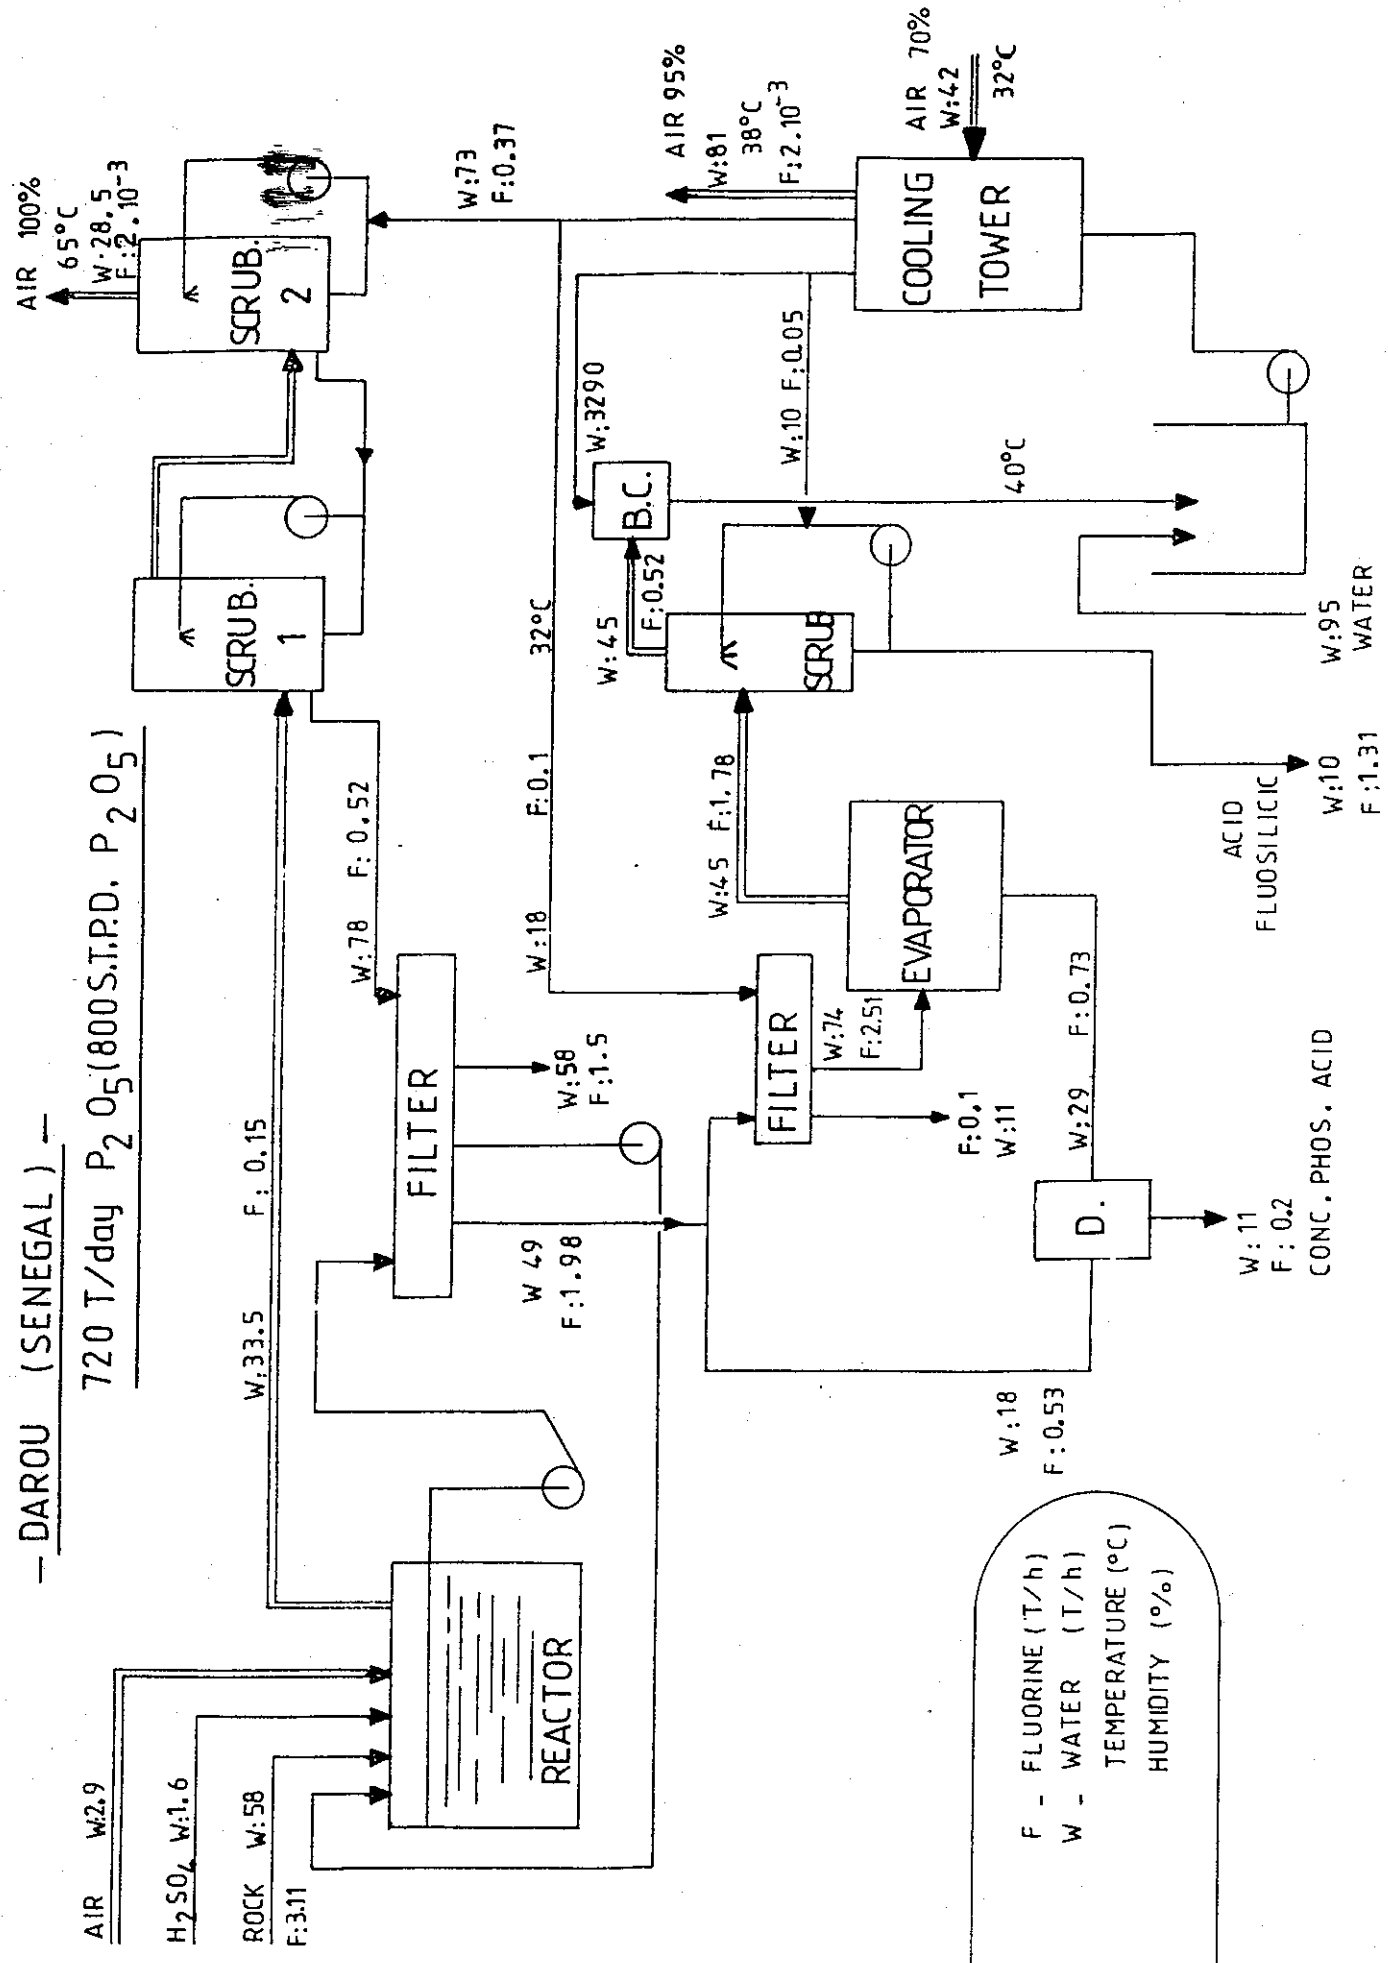 — DAROU (SENEGAL) —
720 T/day P2O5 (800 S.T.P.D. P2O5)
AIR W:2.9
H2SO4 W:1.6
ROCK W:58
F:3.11
REACTOR
W:33.5 F: 0.15
SCRUB.
1
SCRUB.
2
AIR 100%
65°C
W:28.5
F:2.10-3
W:73
F:0.37
W:78 F:0.52
FILTER
W:58
F:1.5
W 49
F:1.98
W:18 F:0.1 32°C
FILTER
W:74
F:2.51
F:0.1
W:11
EVAPORATOR
W:45 F:1.78
SCRUB
W:45
F:0.52
B.C.
W:3290
W:10 F:0.05
40°C
COOLING
TOWER
AIR 95%
W:81
38°C
F:2.10-3
AIR 70%
W:42
32°C
W:95
WATER
ACID
FLUOSILICIC
W:10
F:1.31
W:29 F:0.73
D.
W:11
F:0.2
CONC. PHOS. ACID
W:18
F:0.53
F - FLUORINE (T/h)
W - WATER (T/h)
TEMPERATURE (°C)
HUMIDITY (%)